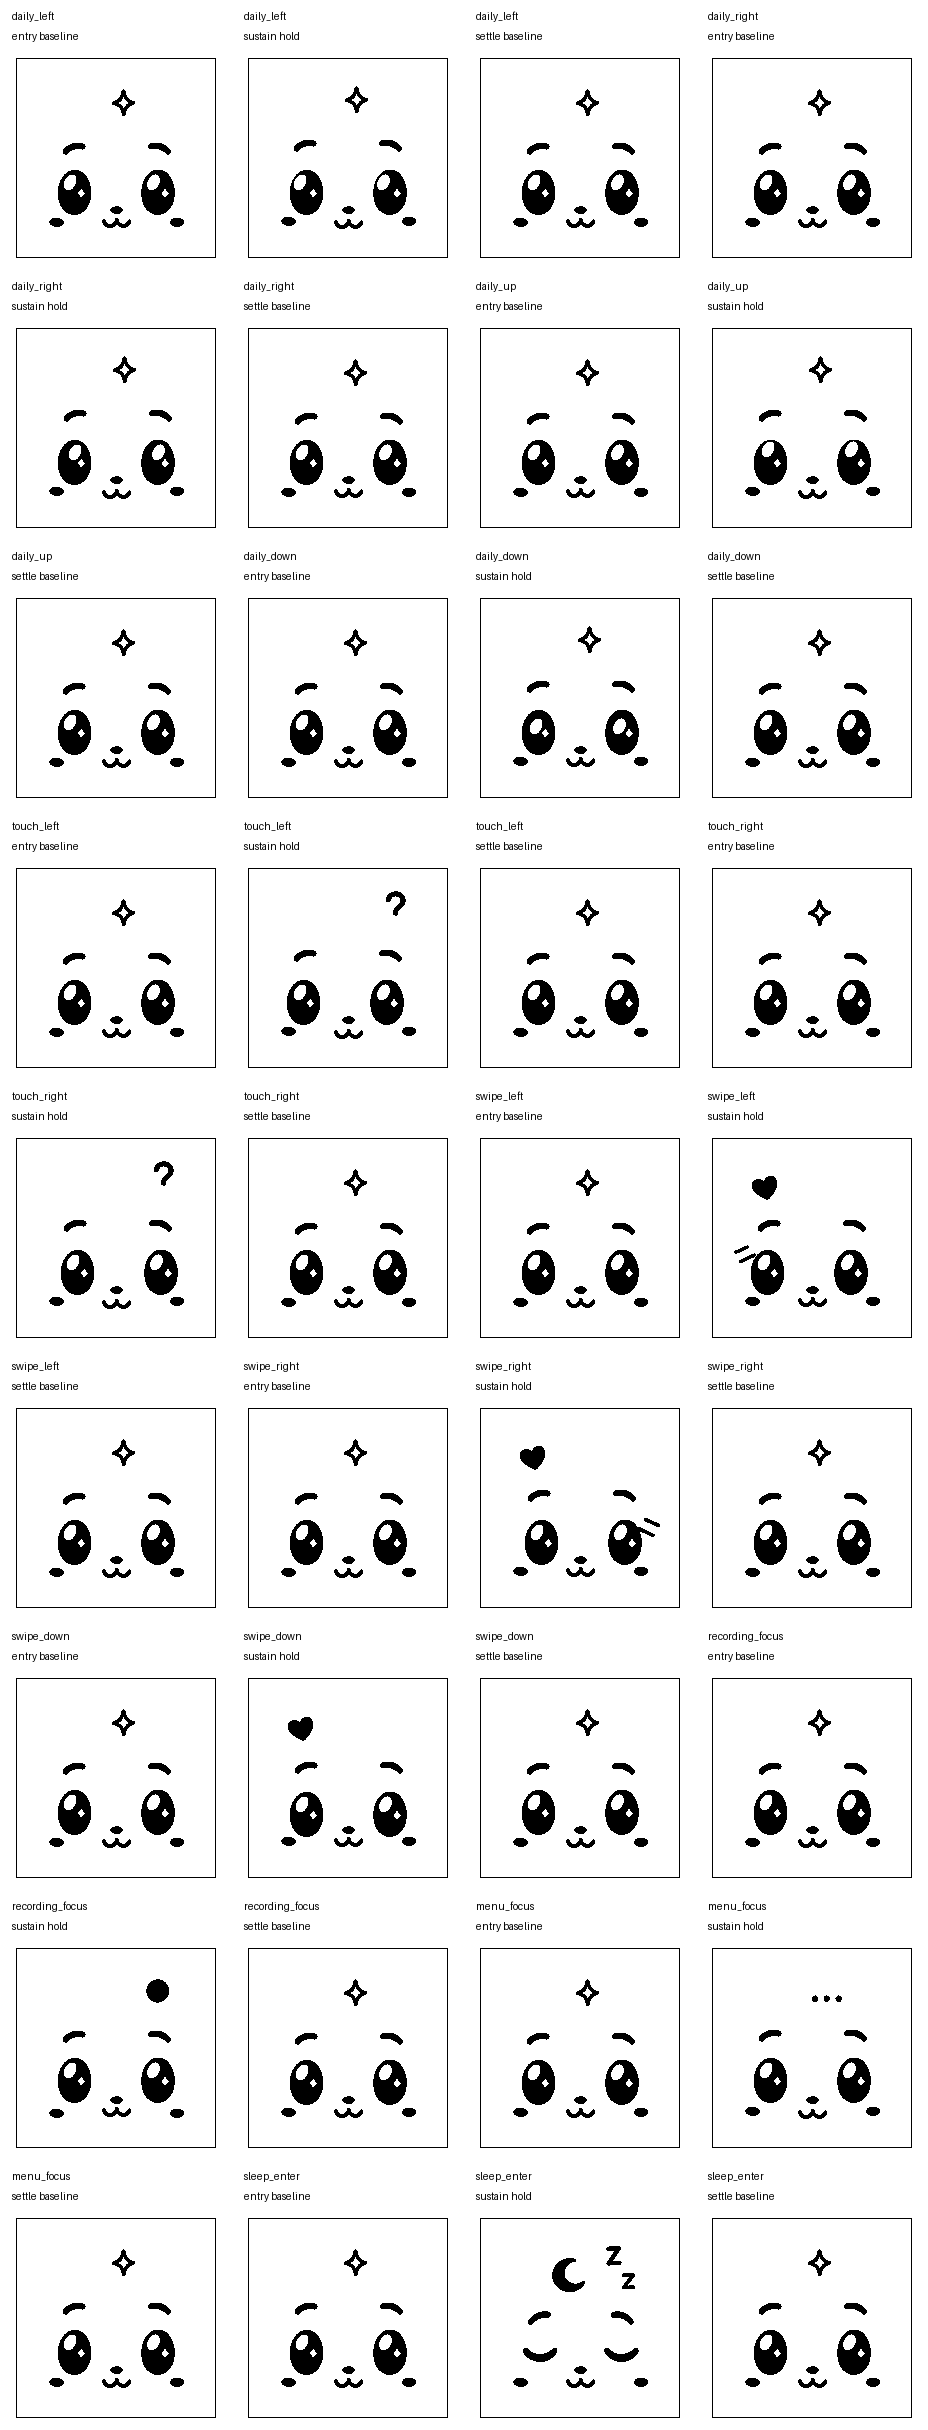 daily_left
entry baseline
daily_left
sustain hold
daily_left
settle baseline
daily_right
entry baseline
daily_right
sustain hold
daily_right
settle baseline
daily_up
entry baseline
daily_up
sustain hold
daily_up
settle baseline
daily_down
entry baseline
daily_down
sustain hold
daily_down
settle baseline
touch_left
entry baseline
touch_left
sustain hold
?
touch_left
settle baseline
touch_right
entry baseline
touch_right
sustain hold
?
touch_right
settle baseline
swipe_left
entry baseline
swipe_left
sustain hold
swipe_left
settle baseline
swipe_right
entry baseline
swipe_right
sustain hold
swipe_right
settle baseline
swipe_down
entry baseline
swipe_down
sustain hold
swipe_down
settle baseline
recording_focus
entry baseline
recording_focus
sustain hold
recording_focus
settle baseline
menu_focus
entry baseline
menu_focus
sustain hold
...
menu_focus
settle baseline
sleep_enter
entry baseline
sleep_enter
sustain hold
z
z
sleep_enter
settle baseline